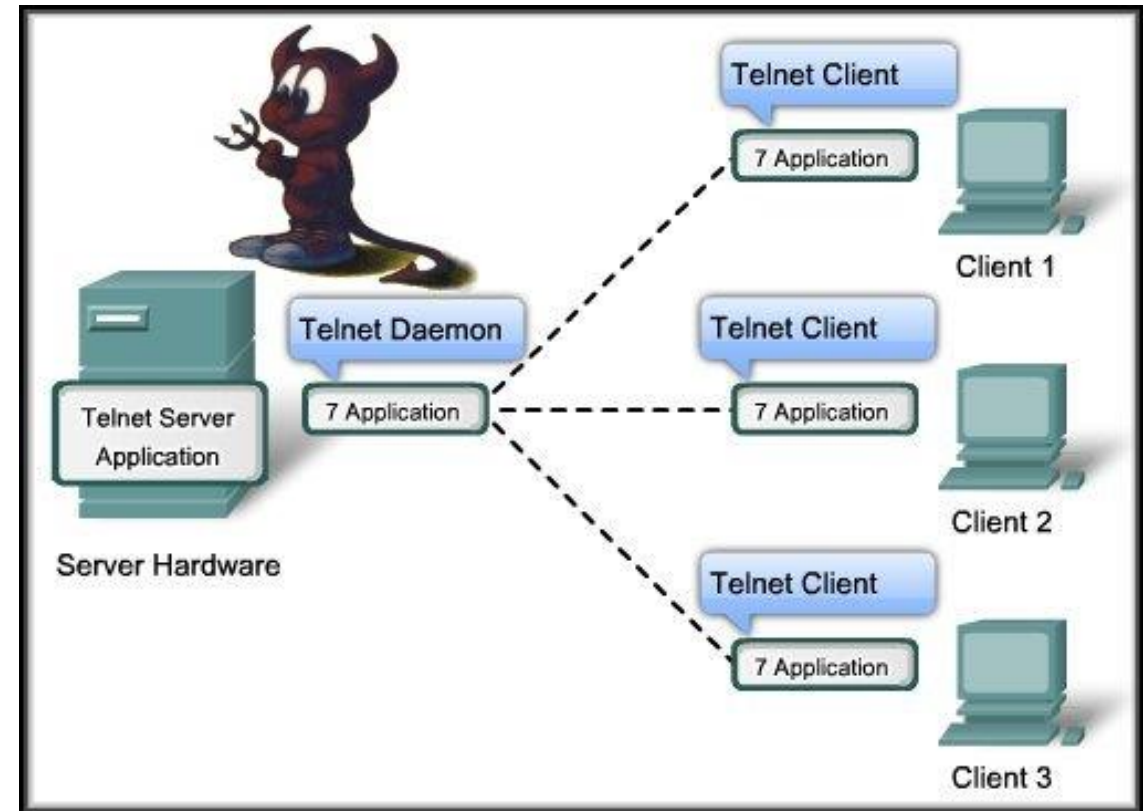 Telnet Client
7 Application
Client 1
Telnet Daemon
7 Application
Telnet Server
Application
Server Hardware
Telnet Client
7 Application
Client 2
Telnet Client
7 Application
Client 3